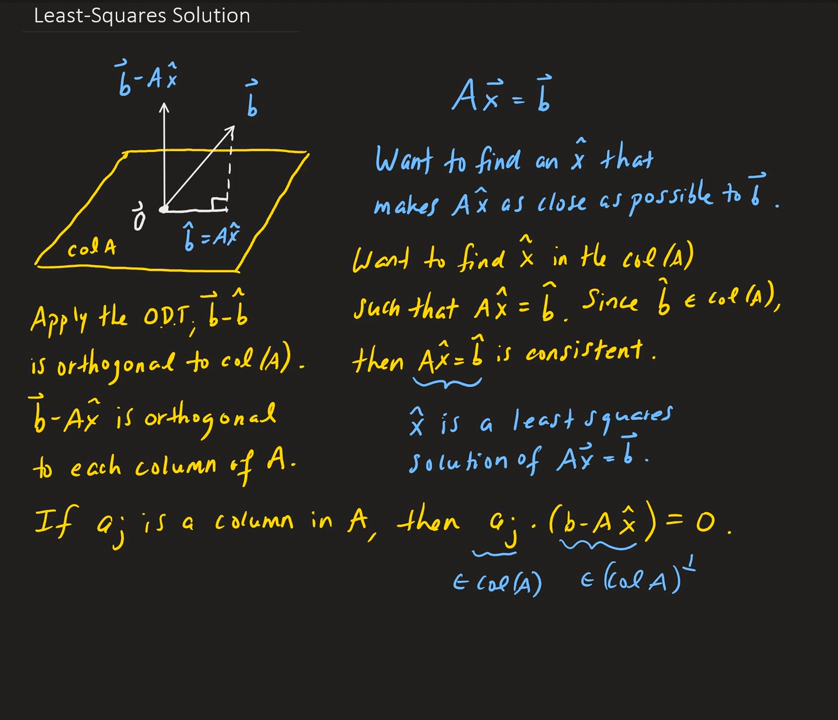 Least-Squares Solution
b⃗ - Ax̂
b⃗
0⃗
b̂ = Ax̂
col A
Ax⃗ = b⃗
Want to find an x̂ that
makes Ax̂ as close as possible to b⃗.
Want to find x̂ in the col(A)
such that Ax̂ = b̂. Since b̂ ∈ col(A),
then Ax̂ = b̂ is consistent.
x̂ is a least squares
solution of Ax⃗ = b⃗.
Apply the O.D.T, b⃗ - b̂
is orthogonal to col(A).
b⃗ - Ax̂ is orthogonal
to each column of A.
If aj is a column in A, then aj · (b - Ax̂) = 0.
∈ col(A) ∈ (col A)⊥